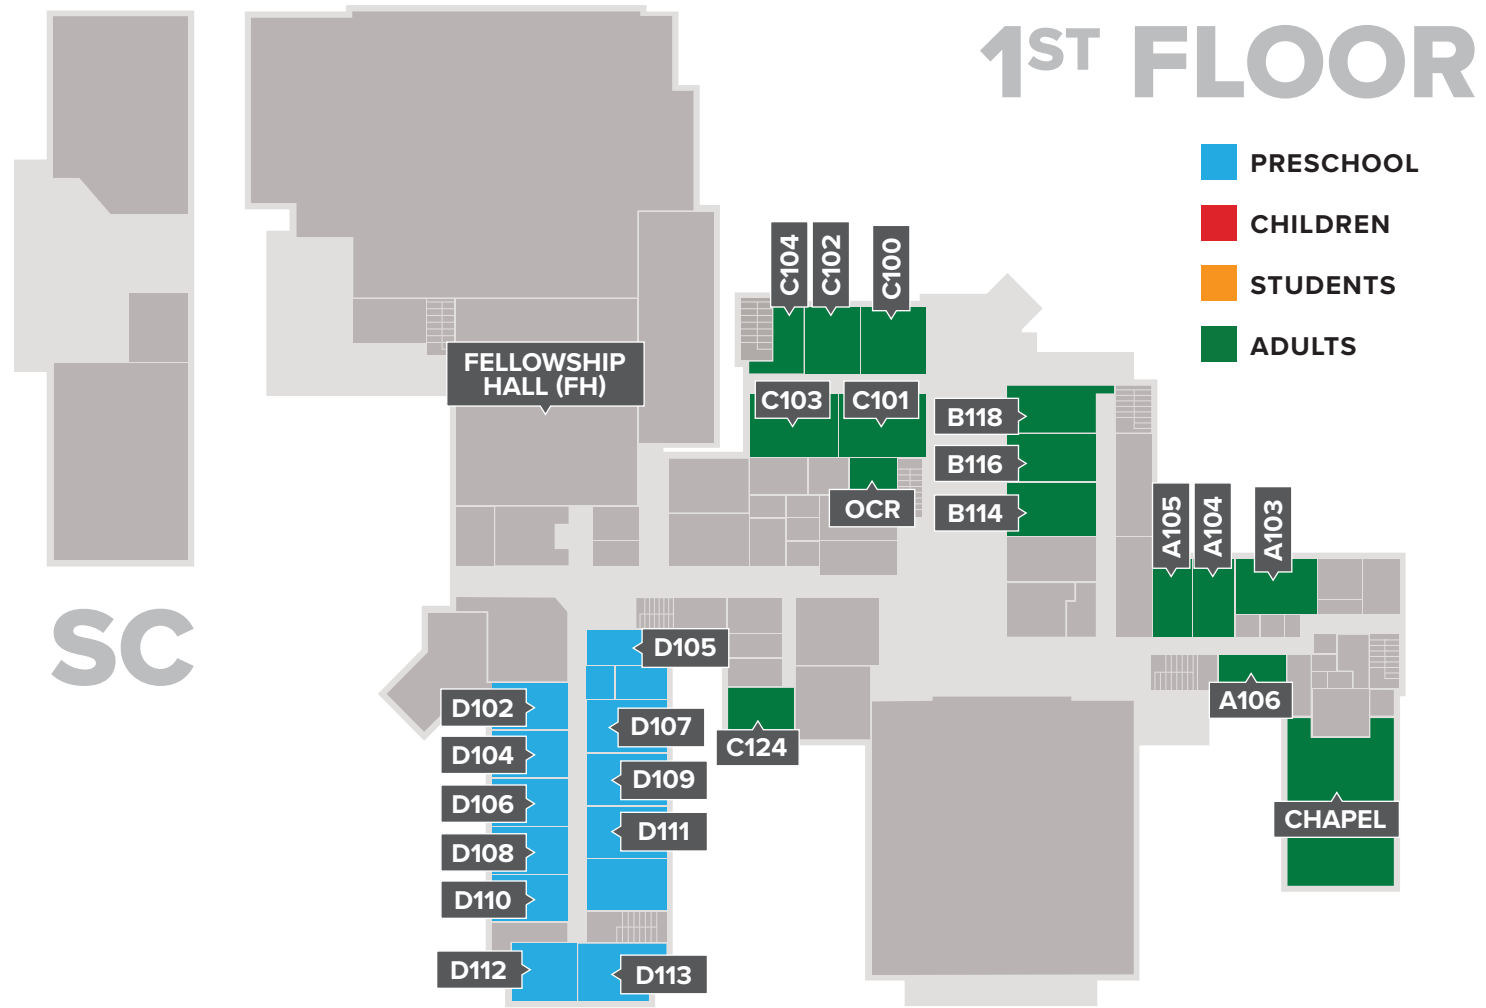 1ST FLOOR
PRESCHOOL
CHILDREN
STUDENTS
ADULTS
C104
C102
C100
FELLOWSHIP
HALL (FH)
C103
C101
B118
B116
OCR
B114
A105
A104
A103
SC
D105
A106
D102
D107
C124
D104
D109
D106
D111
CHAPEL
D108
D110
D112
D113